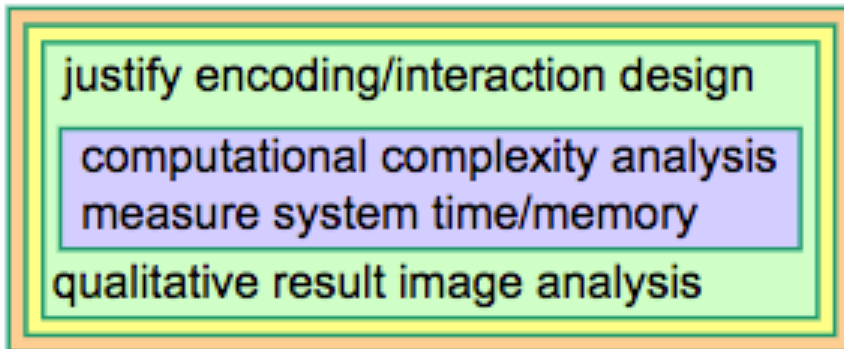 justify encoding/interaction design
computational complexity analysis
measure system time/memory
qualitative result image analysis